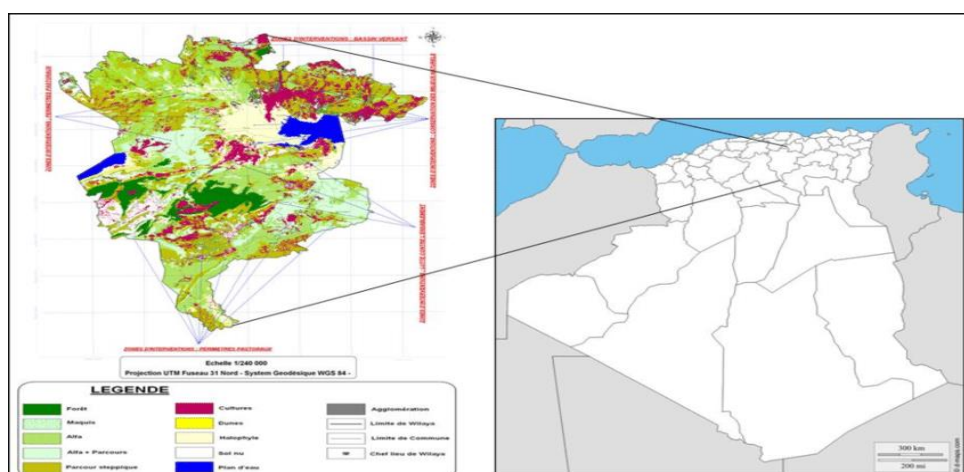 ZONES D'INTERVENTIONS : BASSIN VERSANT
ZONES D'INTERVENTIONS : PERIMETRES PASTORAUX
Echelle 1/240 000
Projection UTM Fuseau 31 Nord - System Geodésique WGS 84 -
LEGENDE
Forêt
Maquis
Alfa
Alfa + Parcours
Parcour steppique
Cultures
Dunes
Halophyte
Sol nu
Plan d'eau
Agglomération
Limite de Wilaya
Limite de Commune
Chef lieu de Wilaya
300 km
200 mi